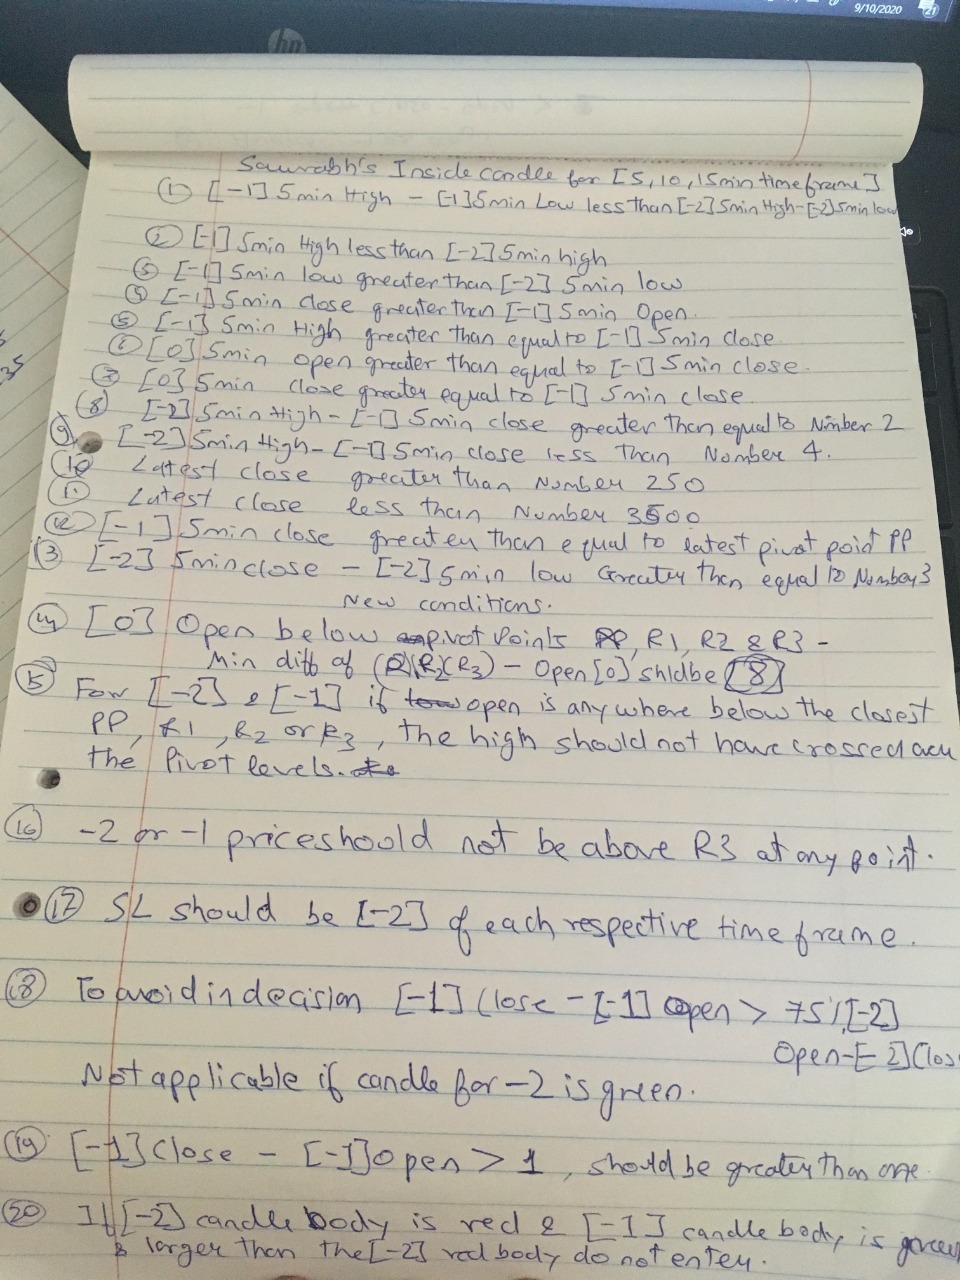 9/10/2020
21
hp
Saurabh's Inside candle for [5,10,15min timeframe]
① [-1] 5min High - [-1]5min Low less than [-2]5min High-[-2]5min low
② [-1] 5min High less than [-2] 5min high
③ [-1] 5min low greater than [-2] 5min low
④ [-1] 5min close greater than [-1] 5min Open.
⑤ [-1] 5min High greater than equal to [-1] 5min close.
⑥ [0] 5min open greater than equal to [-1] 5min close.
⑦ [0] 5min close greater equal to [-1] 5min close.
⑧ [-2] 5min High - [-1] 5min close greater than equal to Number 2
⑨ [-2] 5min High - [-1] 5min close less than Number 4.
⑩ Latest close greater than Number 250
⑪ Latest close less than Number 3500
⑫ [-1] 5min close greater than equal to latest pivot point PP
⑬ [-2] 5min close - [-2] 5min low Greater than equal to Number 3
New conditions.
⑭ [0] Open below pivot Points PP, R1, R2 & R3 -
Min diff of (R2)(R3) - Open[0] shldbe 8
⑮ For [-2] & [-1] if open is anywhere below the closest
PP, R1, R2 or R3, the high should not have crossed
the Pivot levels.
⑯ -2 or -1 price should not be above R3 at any point.
⑰ SL should be [-2] of each respective time frame.
⑱ To avoid indecision [-1] Close - [-1] open > 75% [-2]
Open-[-2] Clos
Not applicable if candle for -2 is green.
⑲ [-1] Close - [-1] open > 1, should be greater than one.
⑳ If [-2] candle body is red & [-1] candle body is green
& larger than the [-2] red body do not enter.
35